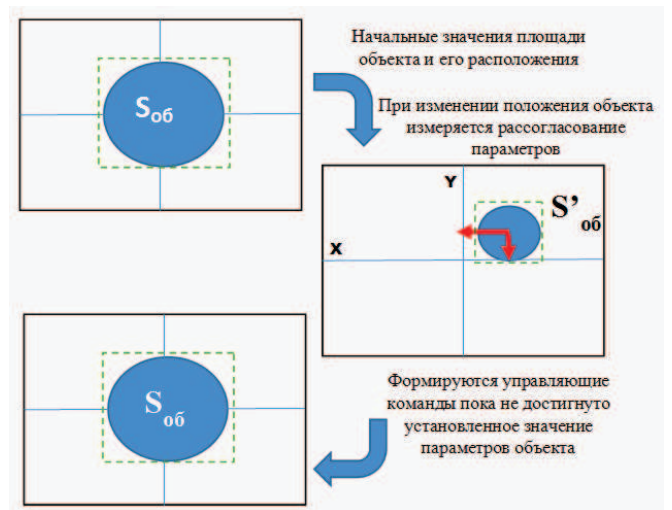 Начальные значения площади
объекта и его расположения
Sоб
При изменении положения объекта
измеряется рассогласование
параметров
Y
S’об
X
Формируются управляющие
команды пока не достигнуто
установленное значение
параметров объекта
Sоб